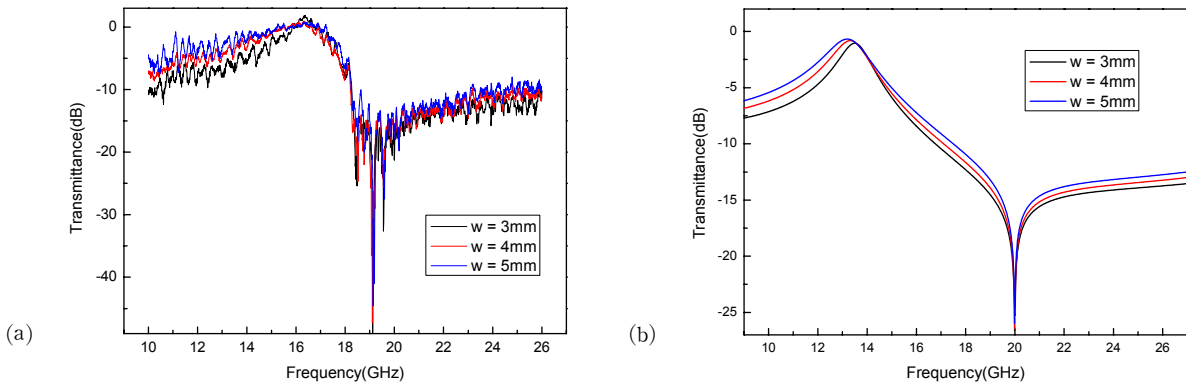 (a)
Transmittance(dB)
0
-10
-20
-30
-40
w = 3mm
w = 4mm
w = 5mm
10 12 14 16 18 20 22 24 26
Frequency(GHz)
(b)
Transmittance(dB)
0
-5
-10
-15
-20
-25
w = 3mm
w = 4mm
w = 5mm
10 12 14 16 18 20 22 24 26
Frequency(GHz)